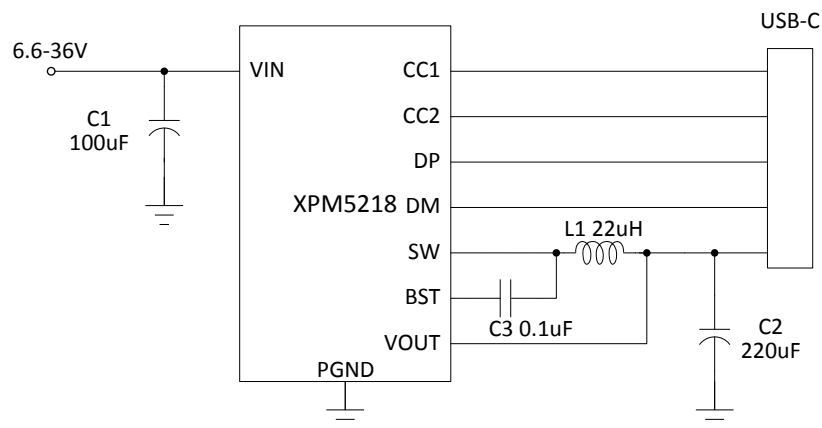 USB-C
6.6-36V
VIN
CC1
C1
100uF
CC2
DP
XPM5218
DM
L1 22uH
SW
BST
C3 0.1uF
VOUT
C2
220uF
PGND